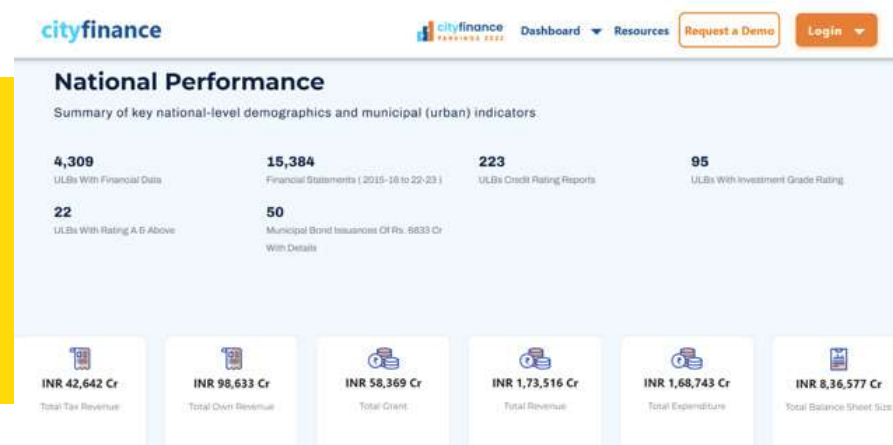 cityfinance
cityfinance
RANKINGS 2022
Dashboard
Resources
Request a Demo
Login
National Performance
Summary of key national-level demographics and municipal (urban) indicators
4,309
ULBs With Financial Data
15,384
Financial Statements ( 2015-16 to 22-23 )
223
ULBs Credit Rating Reports
95
ULBs With Investment Grade Rating
22
ULBs With Rating A & Above
50
Municipal Bond Issuances Of Rs. 6833 Cr
With Details
INR 42,642 Cr
Total Tax Revenue
INR 98,633 Cr
Total Own Revenue
INR 58,369 Cr
Total Grant
INR 1,73,516 Cr
Total Revenue
INR 1,68,743 Cr
Total Expenditure
INR 8,36,577 Cr
Total Balance Sheet Size